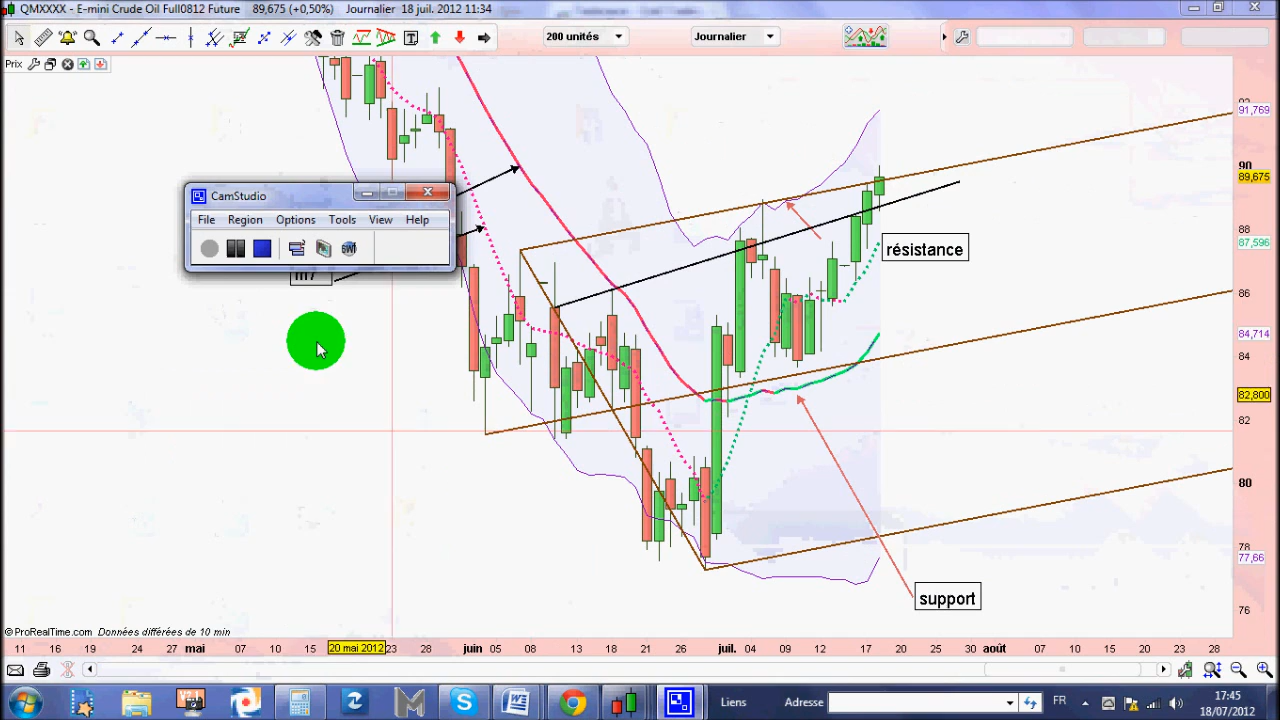 QMXXXX - E-mini Crude Oil Full0812 Future 89,675 (+0,50%) Journalier 18 juil. 2012 11:34
200 unités
Journalier
Prix
92
91,769
90
89,675
88
87,596
86
84,714
84
82,800
82
80
78
77,66
76
CamStudio
File Region Options Tools View Help
SWF
m7
résistance
support
©ProRealTime.com Données différées de 10 min
11 14 19 24 27 mai 07 10 15 20 mai 2012 23 28 juin 05 08 13 18 21 26 juil. 04 09 12 17 20 25 30 août 07 10 15 20 23 28
Liens
Adresse
FR
17:45
18/07/2012